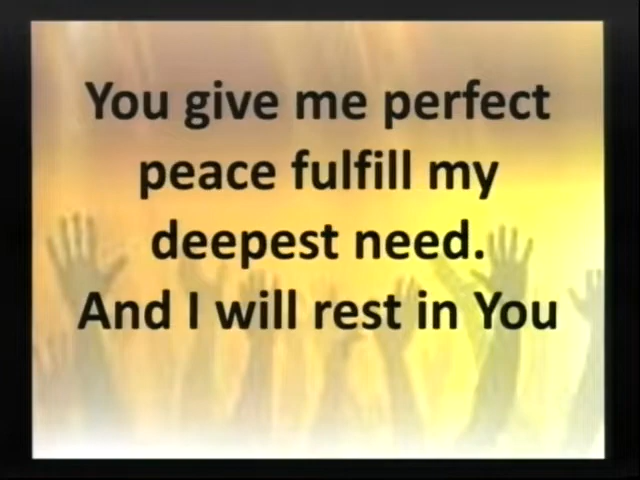 You give me perfect
peace fulfill my
deepest need.
And I will rest in You